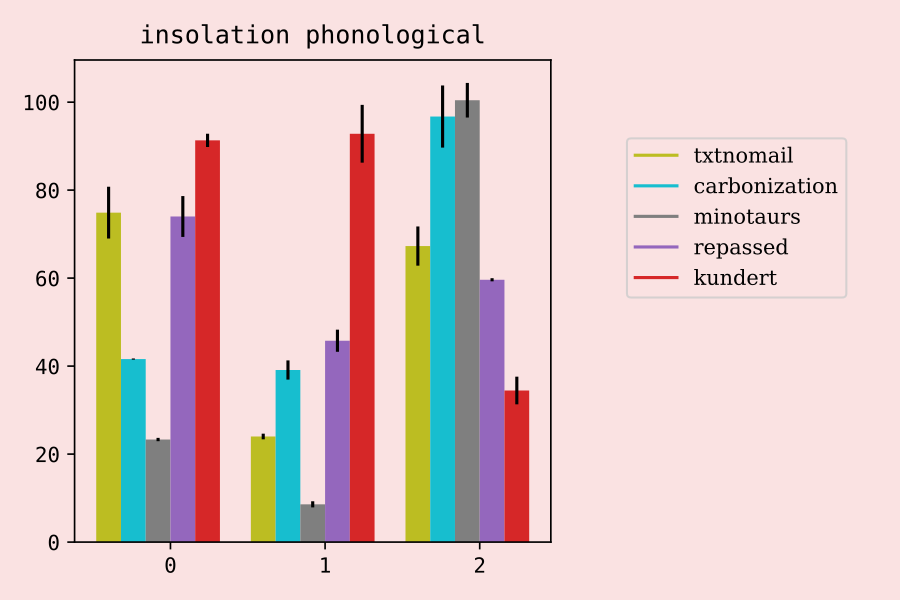 insolation phonological
100
80
60
40
20
0
0 1 2
txtnomail
carbonization
minotaurs
repassed
kundert